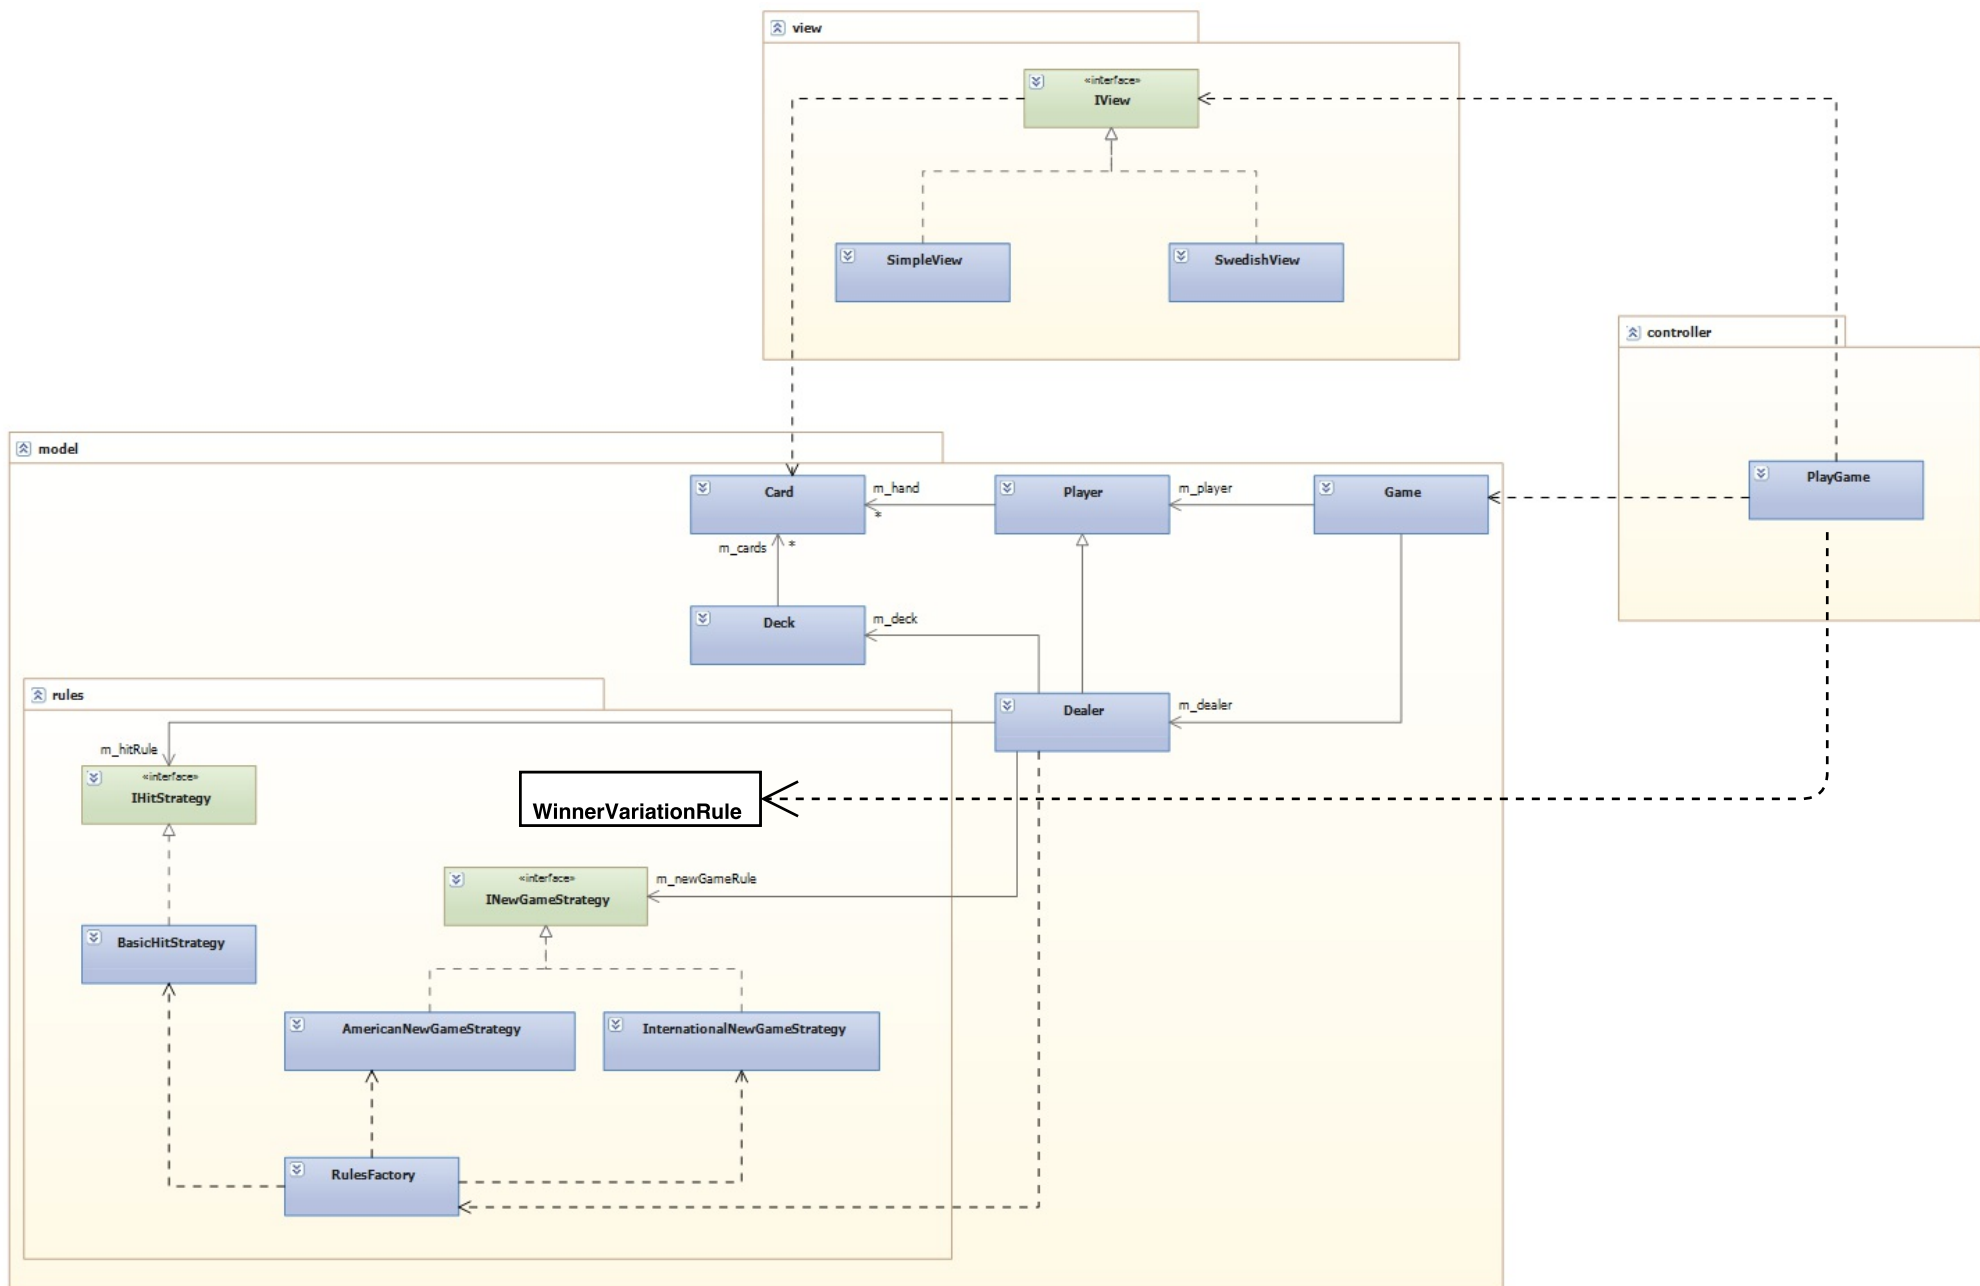 view
«interface»
IView
SimpleView
SwedishView
controller
PlayGame
model
Card
m_hand
*
Player
m_player
Game
m_cards
*
Deck
m_deck
rules
Dealer
m_dealer
m_hitRule
«interface»
IHitStrategy
WinnerVariationRule
«interface»
INewGameStrategy
m_newGameRule
BasicHitStrategy
AmericanNewGameStrategy
InternationalNewGameStrategy
RulesFactory